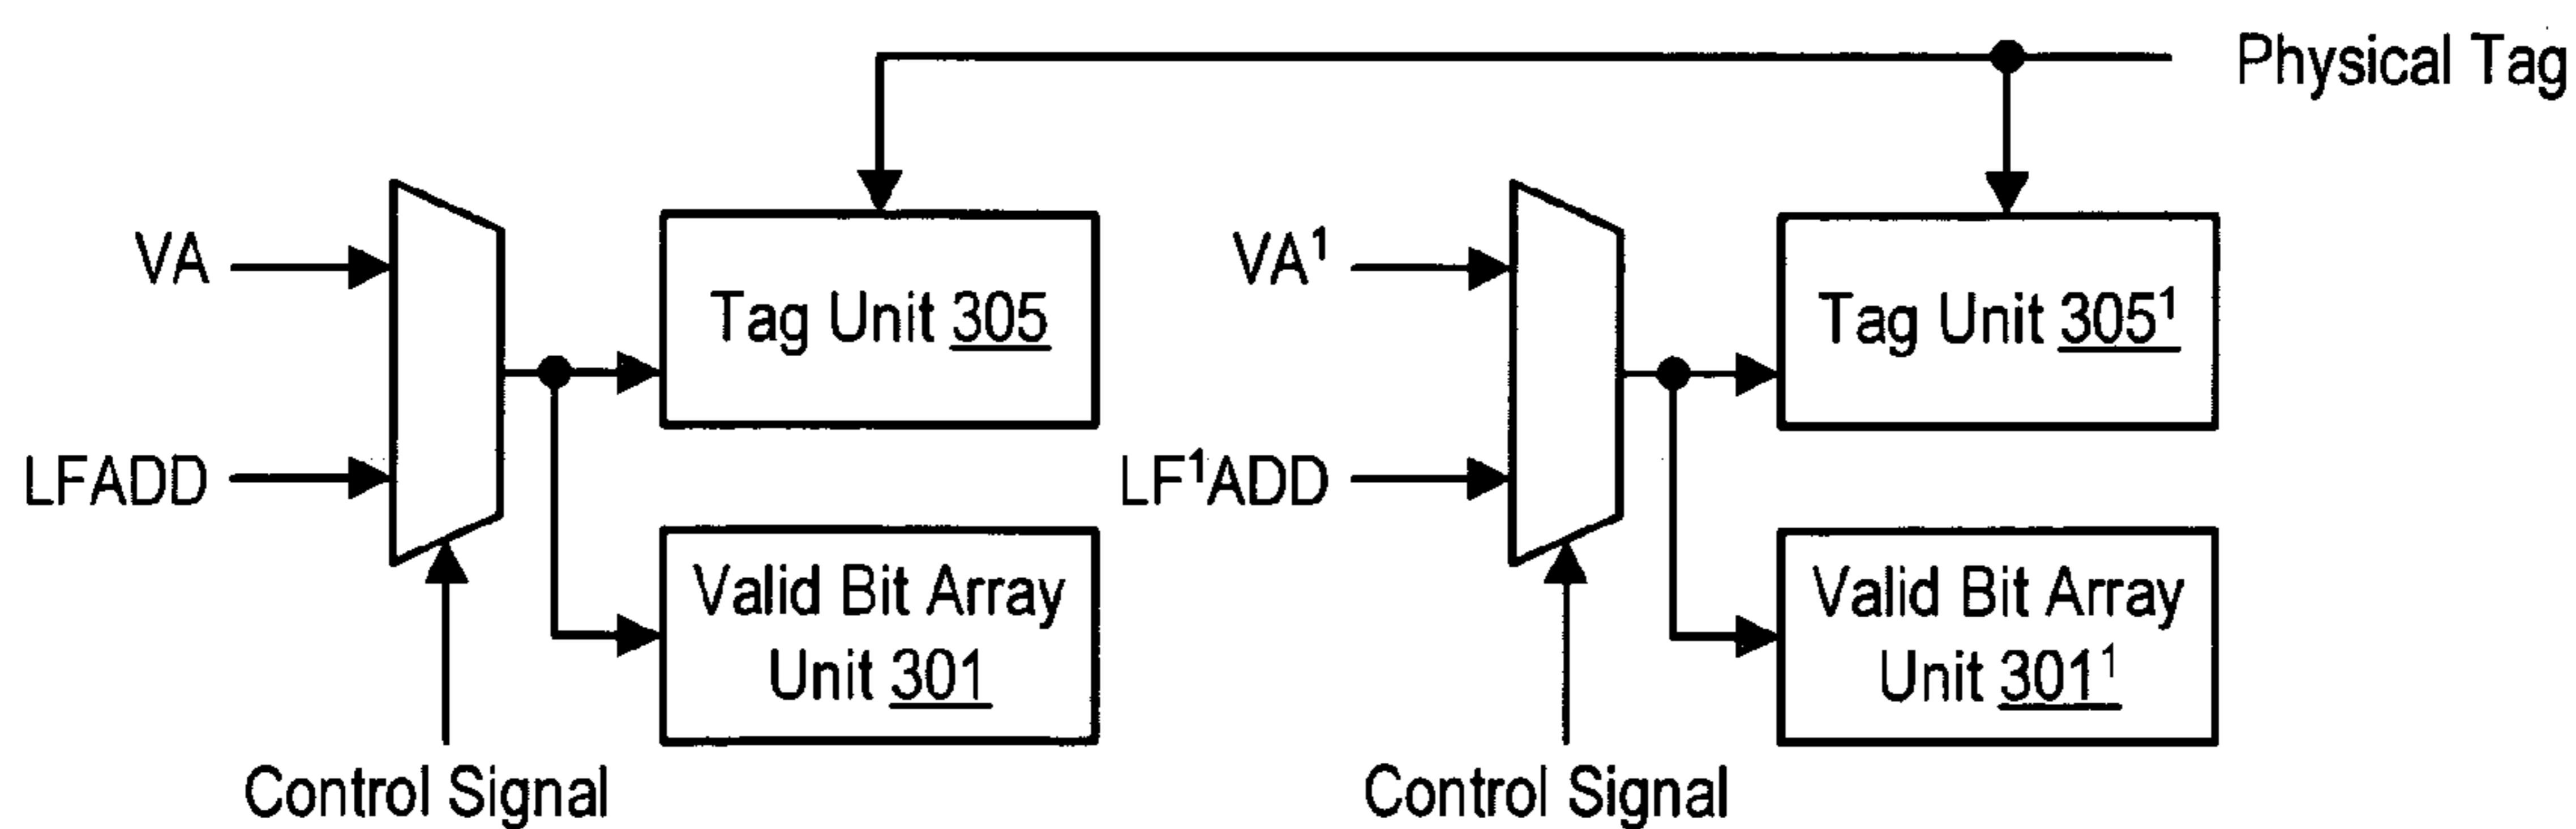 Physical Tag
VA
LFADD
Tag Unit 305
Valid Bit Array
Unit 301
Control Signal
VA¹
LF¹ADD
Tag Unit 305¹
Valid Bit Array
Unit 301¹
Control Signal